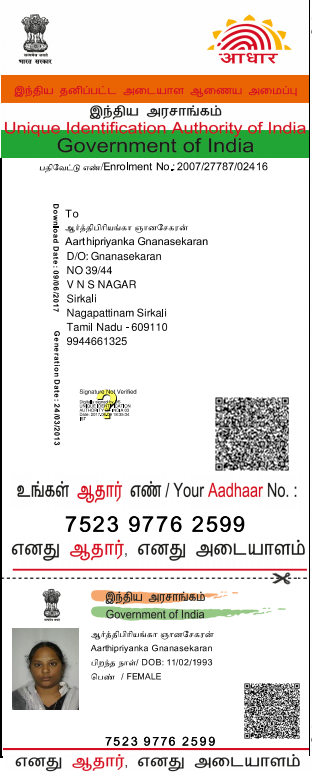 भारत सरकार
ஆதார்
இந்திய தனிப்பட்ட அடையாள ஆணைய அமைப்பு
இந்திய அரசாங்கம்
Unique Identification Authority of India
Government of India
பதிவேட்டு எண்/Enrolment No.: 2007/27787/02416
Download Date: 09/06/2017
Generation Date: 24/03/2013
To
ஆர்த்திபிரியங்கா ஞானசேகரன்
Aarthipriyanka Gnanasekaran
D/O: Gnanasekaran
NO 39/44
V N S NAGAR
Sirkali
Nagapattinam Sirkali
Tamil Nadu - 609110
9944661325
Signature Not Verified
உங்கள் ஆதார் எண் / Your Aadhaar No. :
7523 9776 2599
எனது ஆதார், எனது அடையாளம்
இந்திய அரசாங்கம்
Government of India
ஆர்த்திபிரியங்கா ஞானசேகரன்
Aarthipriyanka Gnanasekaran
பிறந்த நாள்/ DOB: 11/02/1993
பெண் / FEMALE
7523 9776 2599
எனது ஆதார், எனது அடையாளம்